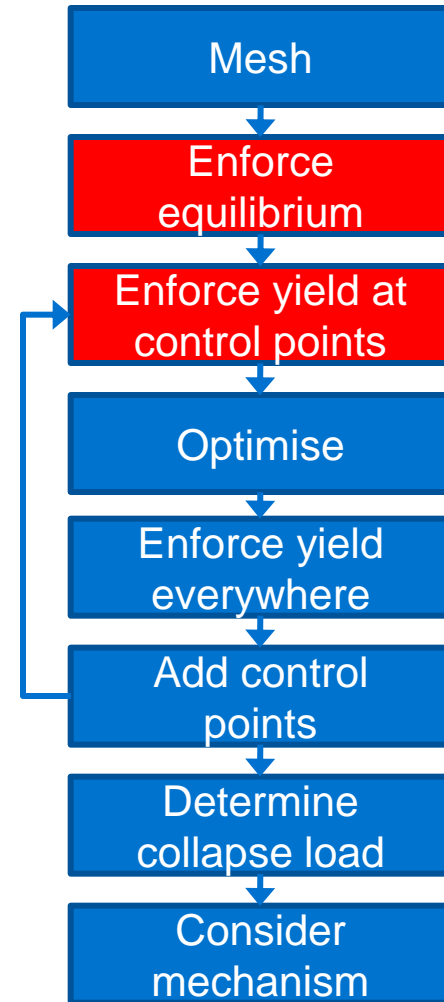 Mesh
Enforce
equilibrium
Enforce yield at
control points
Optimise
Enforce yield
everywhere
Add control
points
Determine
collapse load
Consider
mechanism